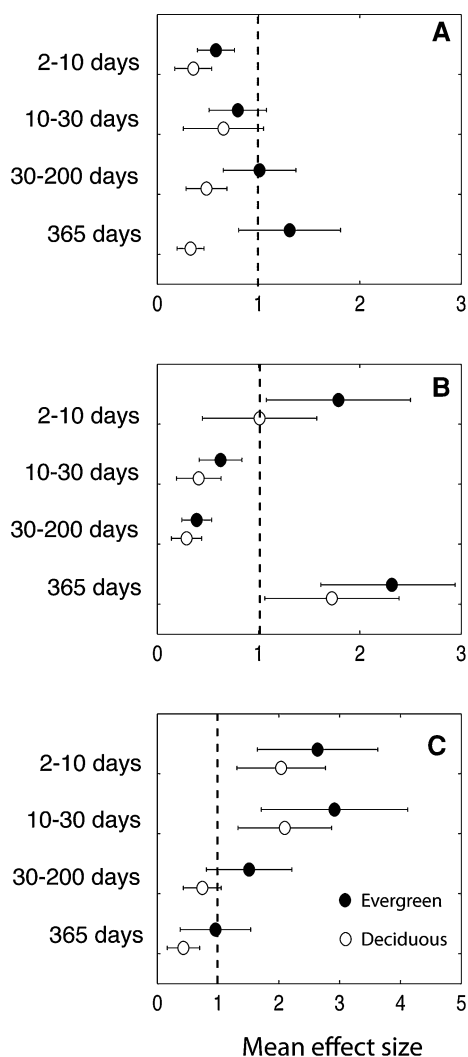 A
2-10 days
10-30 days
30-200 days
365 days
0 1 2 3
B
2-10 days
10-30 days
30-200 days
365 days
0 1 2 3
C
2-10 days
10-30 days
30-200 days
365 days
Evergreen
Deciduous
0 1 2 3 4 5
Mean effect size